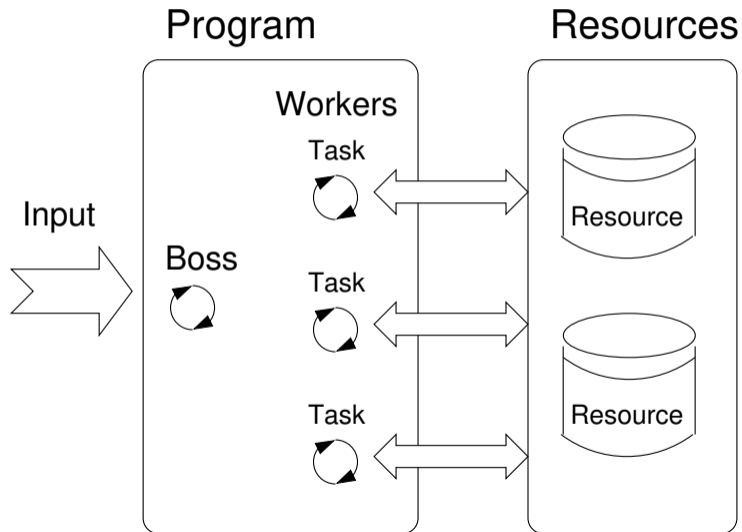 Program
Resources
Workers
Task
Input
Boss
Task
Task
Resource
Resource